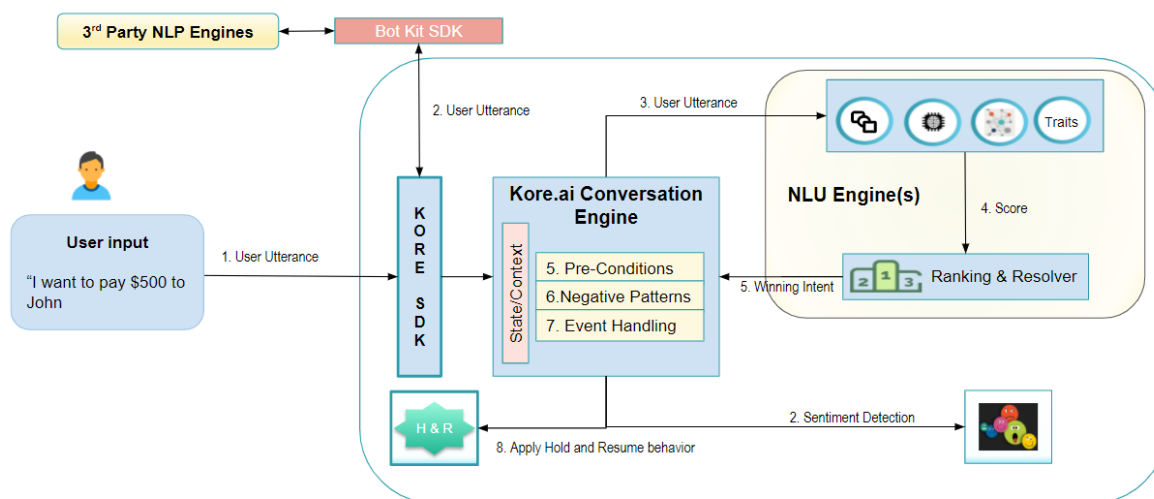 3rd Party NLP Engines
Bot Kit SDK
2. User Utterance
3. User Utterance
Traits
NLU Engine(s)
4. Score
User input
“I want to pay $500 to
John
1. User Utterance
KORE SDK
Kore.ai Conversation
Engine
State/Context
5. Pre-Conditions
6.Negative Patterns
7. Event Handling
5. Winning Intent
2 1 3
Ranking & Resolver
H & R
8. Apply Hold and Resume behavior
2. Sentiment Detection